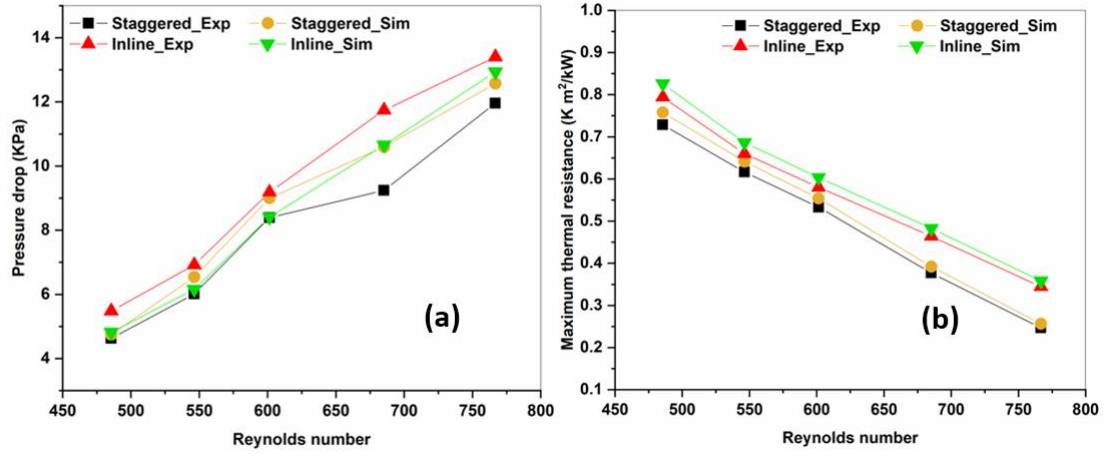 Staggered_Exp Staggered_Sim
Inline_Exp Inline_Sim
14
12
10
8
6
4
Pressure drop (KPa)
(a)
450 500 550 600 650 700 750 800
Reynolds number
Staggered_Exp Staggered_Sim
Inline_Exp Inline_Sim
1.0
0.9
0.8
0.7
0.6
0.5
0.4
0.3
0.2
0.1
Maximum thermal resistance (K m²/kW)
(b)
450 500 550 600 650 700 750 800
Reynolds number